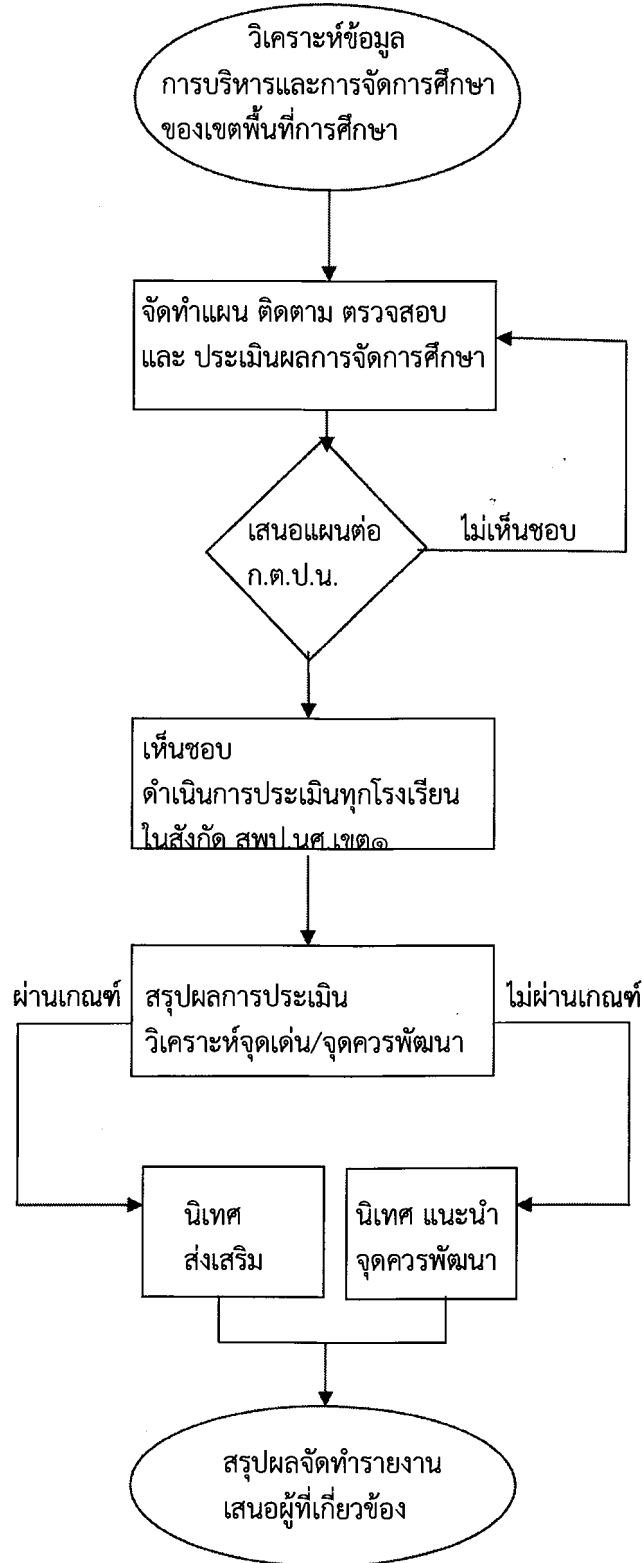 วิเคราะห์ข้อมูล
การบริหารและการจัดการศึกษา
ของเขตพื้นที่การศึกษา
จัดทำแผน ติดตาม ตรวจสอบ
และ ประเมินผลการจัดการศึกษา
เสนอแผนต่อ
ก.ต.ป.น.
ไม่เห็นชอบ
เห็นชอบ
ดำเนินการประเมินทุกโรงเรียน
ในสังกัด สพป.นศ.เขต๑
ผ่านเกณฑ์
สรุปผลการประเมิน
วิเคราะห์จุดเด่น/จุดควรพัฒนา
ไม่ผ่านเกณฑ์
นิเทศ
ส่งเสริม
นิเทศ แนะนำ
จุดควรพัฒนา
สรุปผลจัดทำรายงาน
เสนอผู้ที่เกี่ยวข้อง